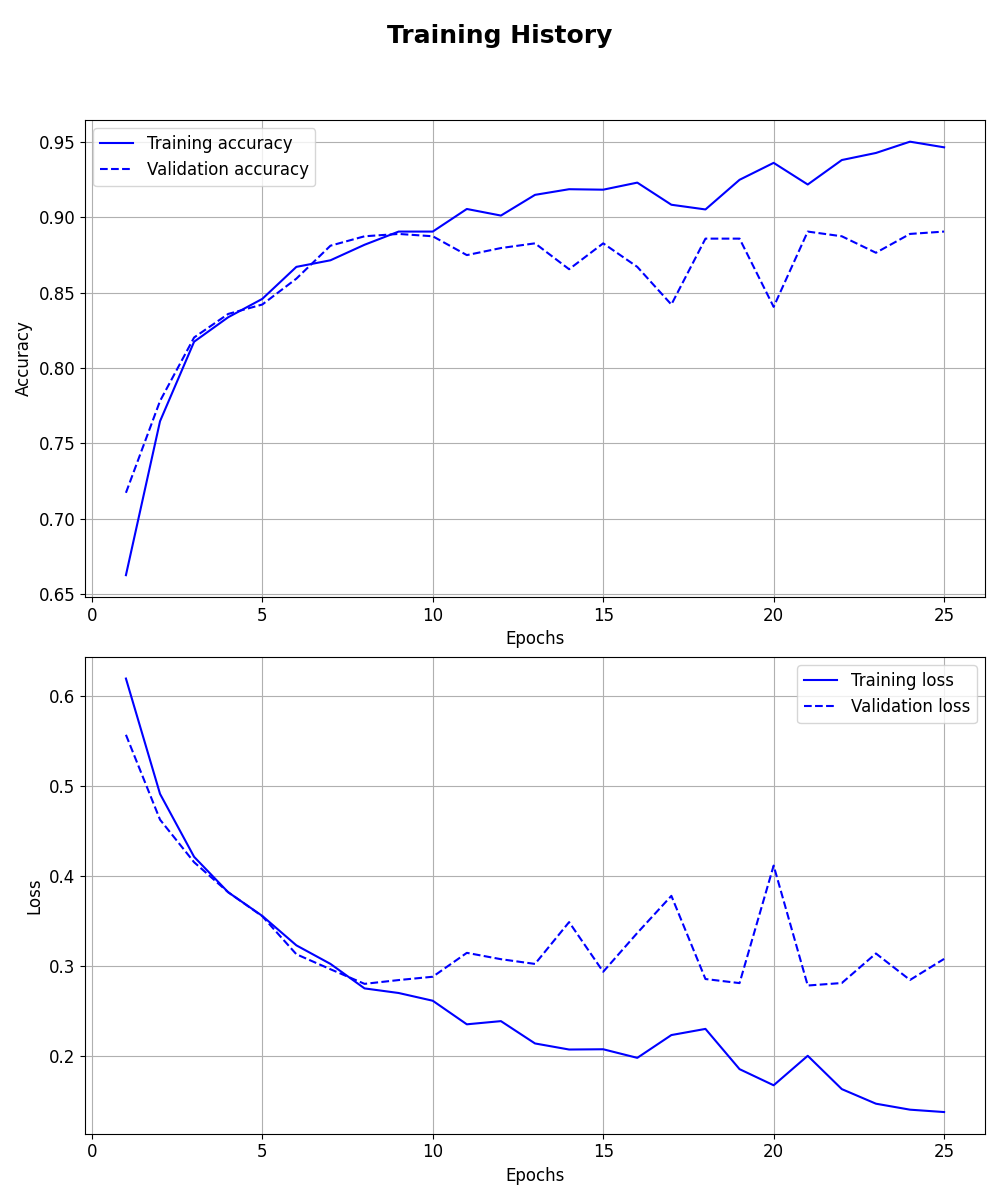 Training History
Training accuracy
Validation accuracy
0.95
0.90
0.85
0.80
0.75
0.70
0.65
Accuracy
0 5 10 15 20 25
Epochs
Training loss
Validation loss
0.6
0.5
0.4
0.3
0.2
Loss
0 5 10 15 20 25
Epochs